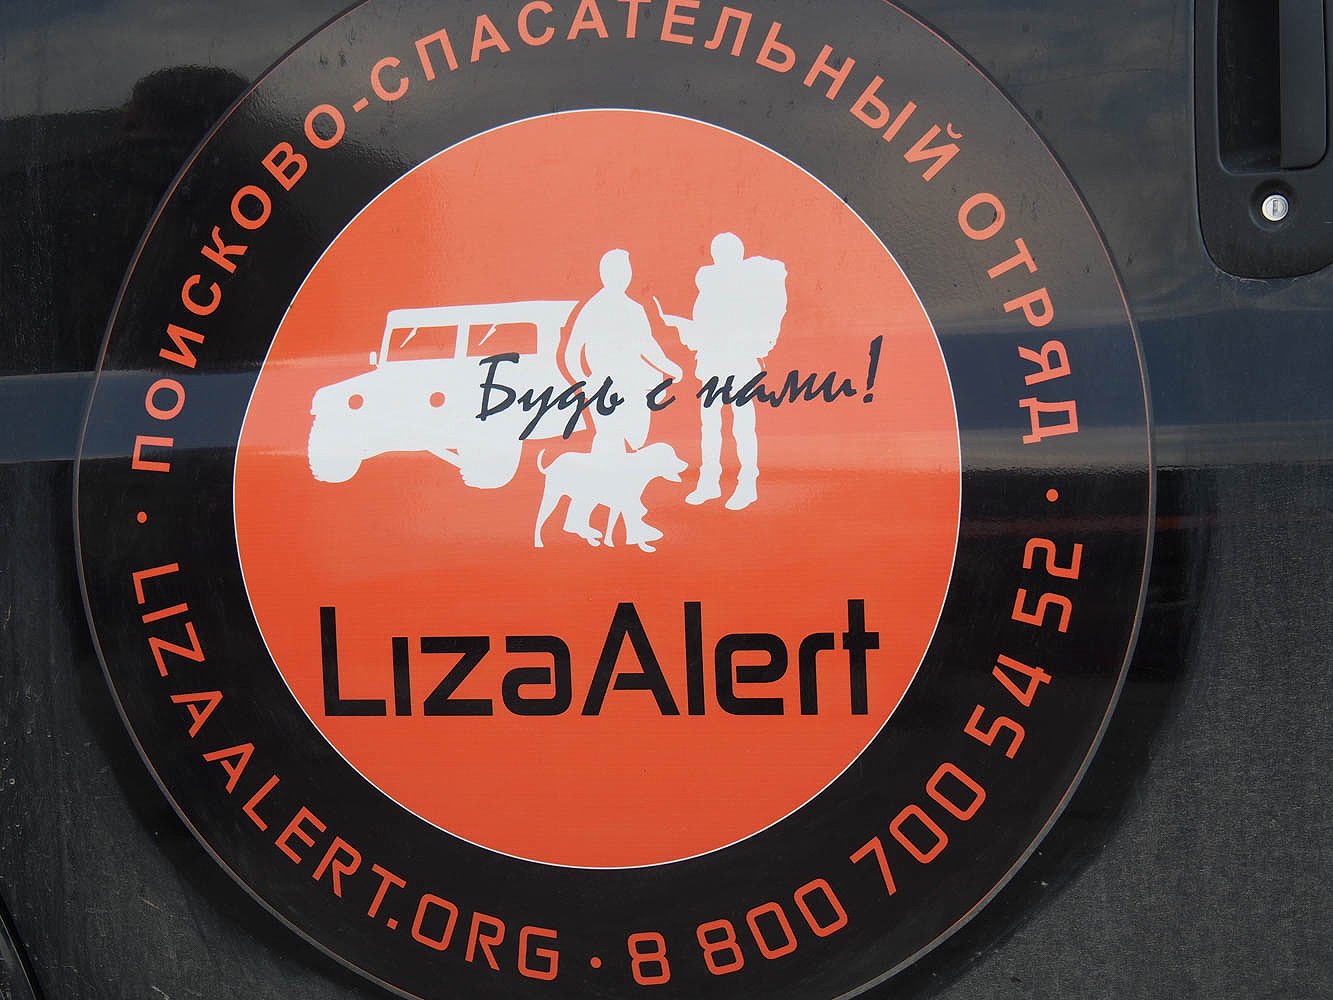 ПОИСКОВО-СПАСАТЕЛЬНЫЙ ОТРЯД
Будь с нами!
LizaAlert
LIZAALERT.ORG · 8 800 700 54 52